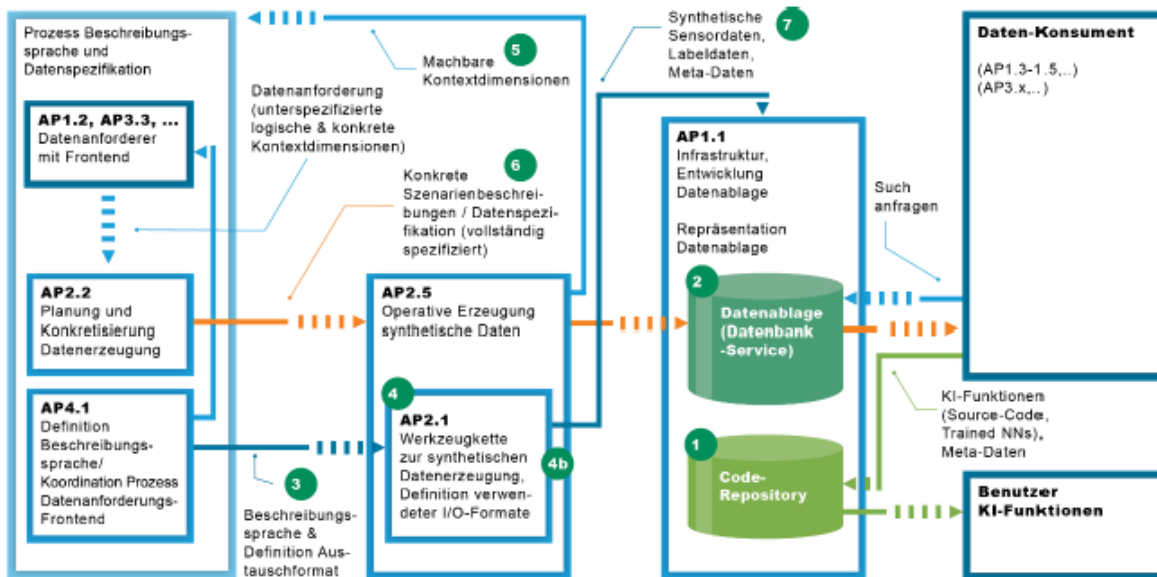 Prozess Beschreibungs-
sprache und
Datenspezifikation
AP1.2, AP3.3, ...
Datenanforderer
mit Frontend
AP2.2
Planung und
Konkretisierung
Datenerzeugung
AP4.1
Definition
Beschreibungs-
sprache/
Koordination Prozess
Datenanforderungs-
Frontend
5
Machbare
Kontextdimensionen
Datenanforderung
(unterspezifizierte
logische & konkrete
Kontextdimensionen)
6
Konkrete
Szenarienbeschrei-
bungen / Datenspezi-
fikation (vollständig
spezifiziert)
3
Beschreibungs-
sprache &
Definition Aus-
tauschformat
AP2.5
Operative Erzeugung
synthetische Daten
4
AP2.1
Werkzeugkette
zur synthetischen
Datenerzeugung,
Definition verwen-
deter I/O-Formate
4b
Synthetische
Sensordaten,
Labeldaten,
Meta-Daten
7
AP1.1
Infrastruktur,
Entwicklung
Datenablage
Repräsentation
Datenablage
2
Datenablage
(Datenbank
-Service)
1
Code-
Repository
Such
anfragen
Daten-Konsument
(AP1.3-1.5,..)
(AP3.x,..)
KI-Funktionen
(Source-Code,
Trained NNs),
Meta-Daten
Benutzer
KI-Funktionen